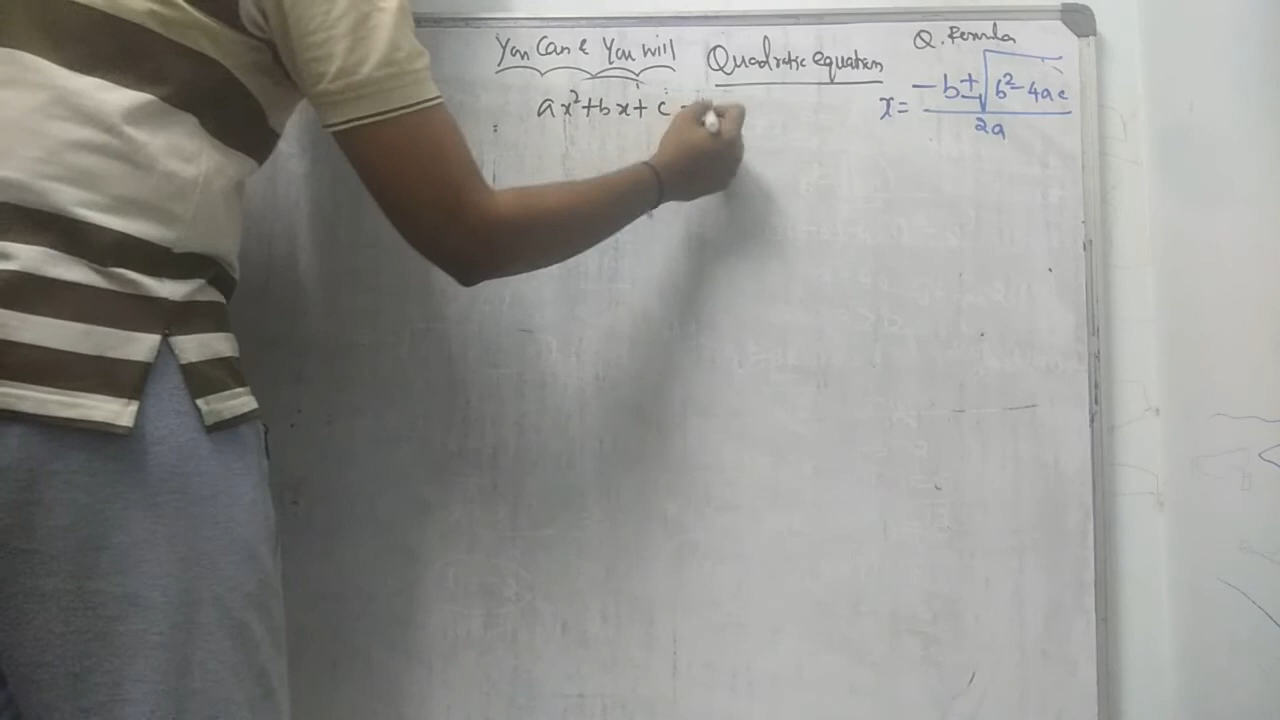 You Can & You will
Quadratic equation
ax²+bx+c =
Q. Formula
x = -b±√b²-4ac / 2a